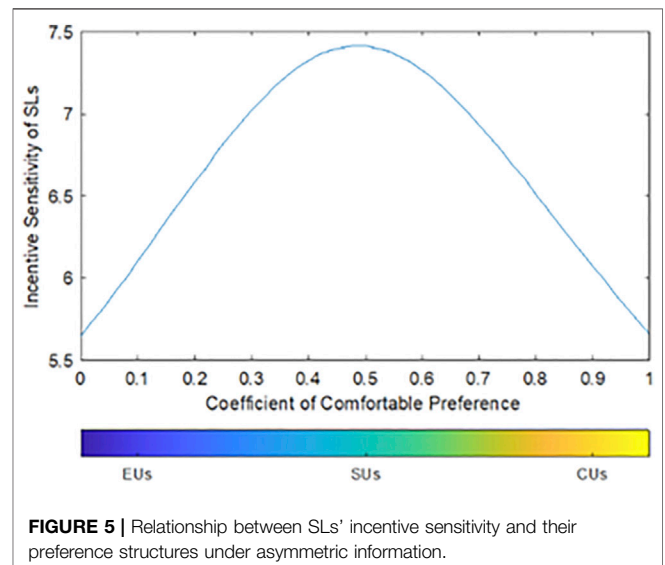 7.5
7
6.5
6
5.5
Incentive Sensitivity of SLs
0 0.1 0.2 0.3 0.4 0.5 0.6 0.7 0.8 0.9 1
Coefficient of Comfortable Preference
EUs SUs CUs
FIGURE 5 | Relationship between SLs' incentive sensitivity and their
preference structures under asymmetric information.